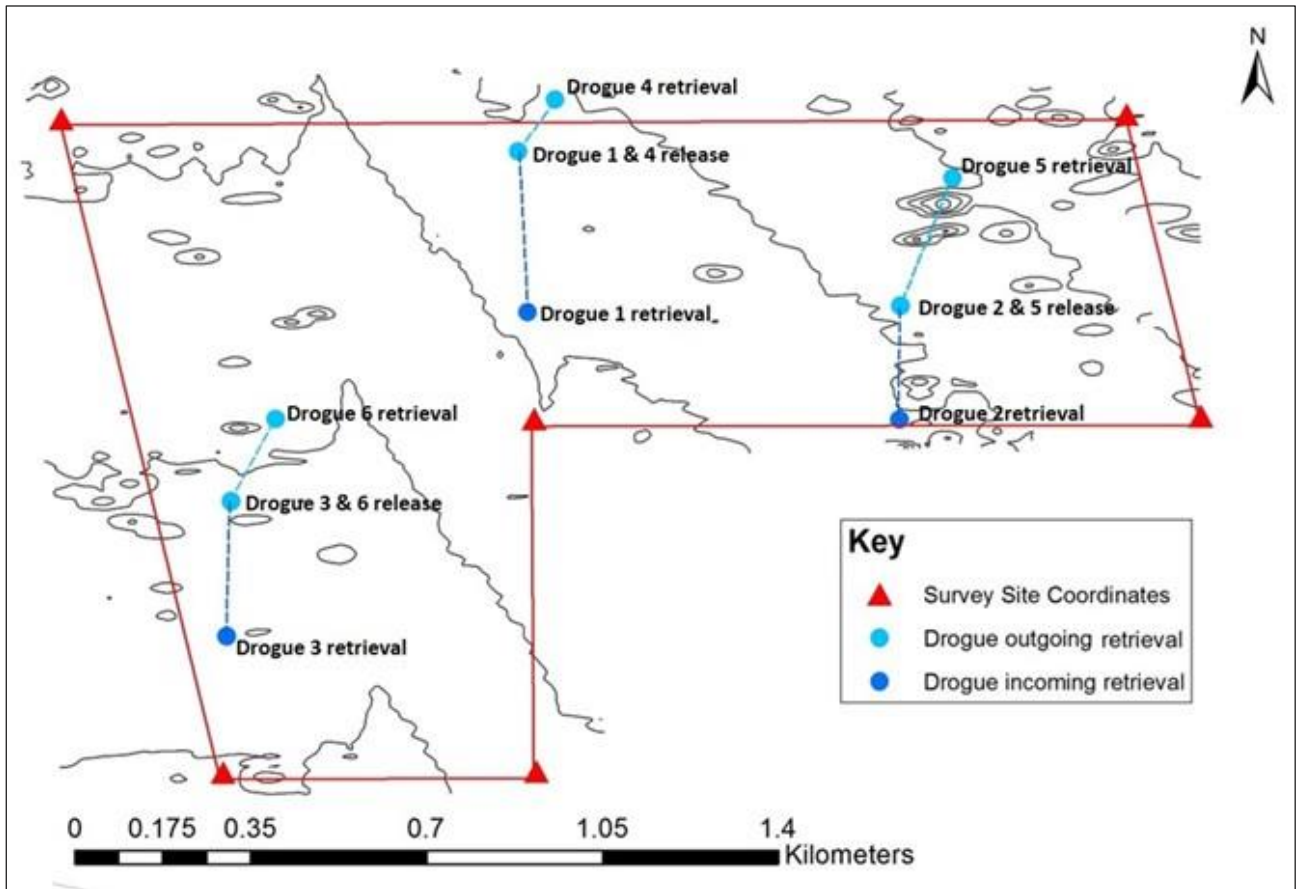 N
Drogue 4 retrieval
Drogue 1 & 4 release
Drogue 5 retrieval
3
Drogue 1 retrieval
Drogue 2 & 5 release
Drogue 6 retrieval
Drogue 2retrieval
Drogue 3 & 6 release
Drogue 3 retrieval
Key
Survey Site Coordinates
Drogue outgoing retrieval
Drogue incoming retrieval
0 0.175 0.35 0.7 1.05 1.4
Kilometers